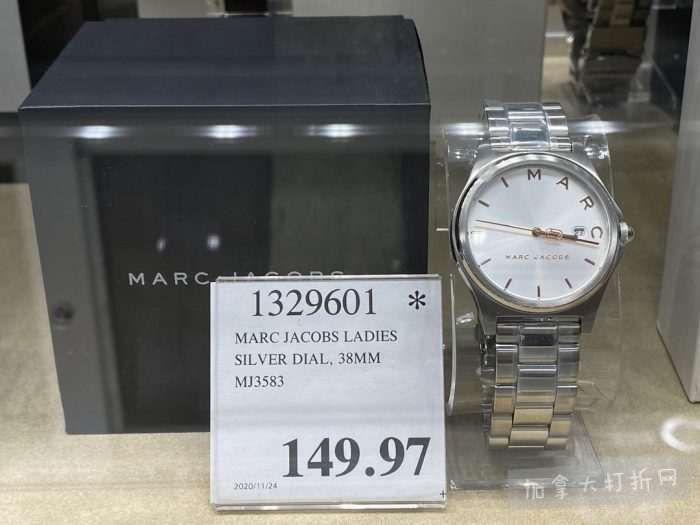 MARC JACOBS
1329601 *
MARC JACOBS LADIES
SILVER DIAL, 38MM
MJ3583
149.97
2020/11/24
MARC
MARC JACOBS
加拿大打折网